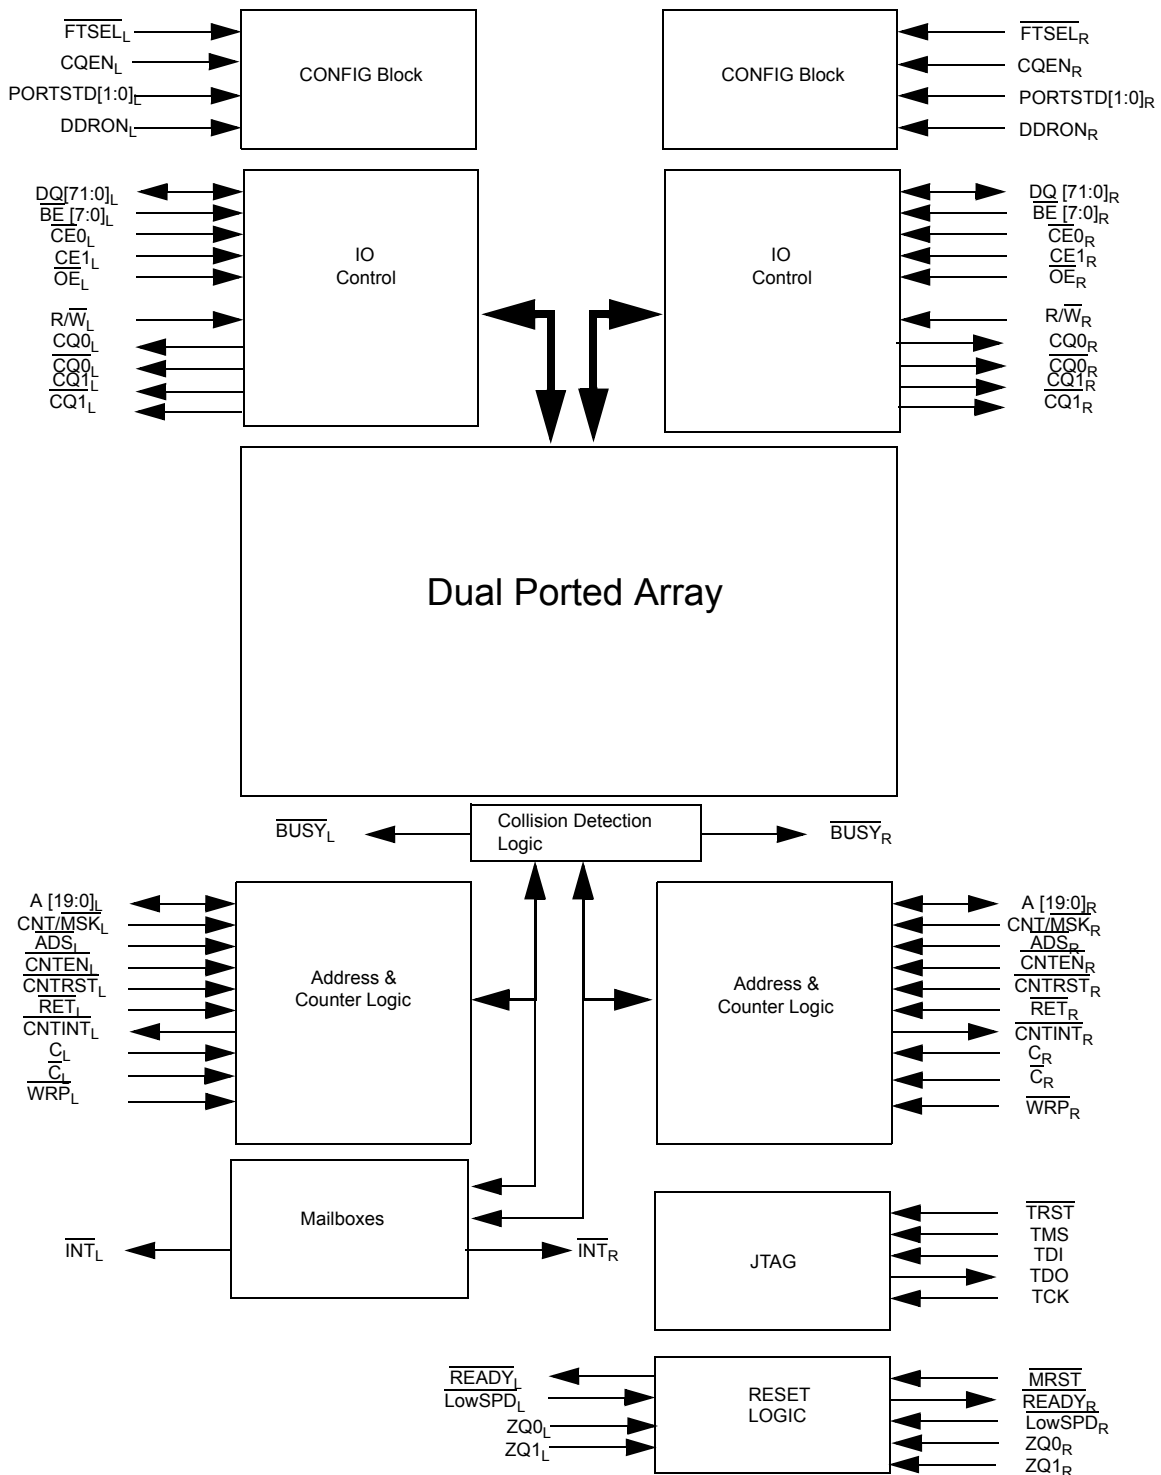 FTSEL_L
CQEN_L
PORTSTD[1:0]_L
DDRON_L
CONFIG Block
CONFIG Block
FTSEL_R
CQEN_R
PORTSTD[1:0]_R
DDRON_R
DQ[71:0]_L
BE [7:0]_L
CE0_L
CE1_L
OE_L
R/W_L
CQ0_L
CQ0_L
CQ1_L
CQ1_L
IO
Control
IO
Control
DQ [71:0]_R
BE [7:0]_R
CE0_R
CE1_R
OE_R
R/W_R
CQ0_R
CQ0_R
CQ1_R
CQ1_R
Dual Ported Array
BUSY_L
Collision Detection
Logic
BUSY_R
A [19:0]_L
CNT/MSK_L
ADS_L
CNTEN_L
CNTRST_L
RET_L
CNTINT_L
C_L
C_L
WRP_L
Address &
Counter Logic
Address &
Counter Logic
A [19:0]_R
CNT/MSK_R
ADS_R
CNTEN_R
CNTRST_R
RET_R
CNTINT_R
C_R
C_R
WRP_R
Mailboxes
INT_L
INT_R
JTAG
TRST
TMS
TDI
TDO
TCK
READY_L
LowSPD_L
ZQ0_L
ZQ1_L
RESET
LOGIC
MRST
READY_R
LowSPD_R
ZQ0_R
ZQ1_R